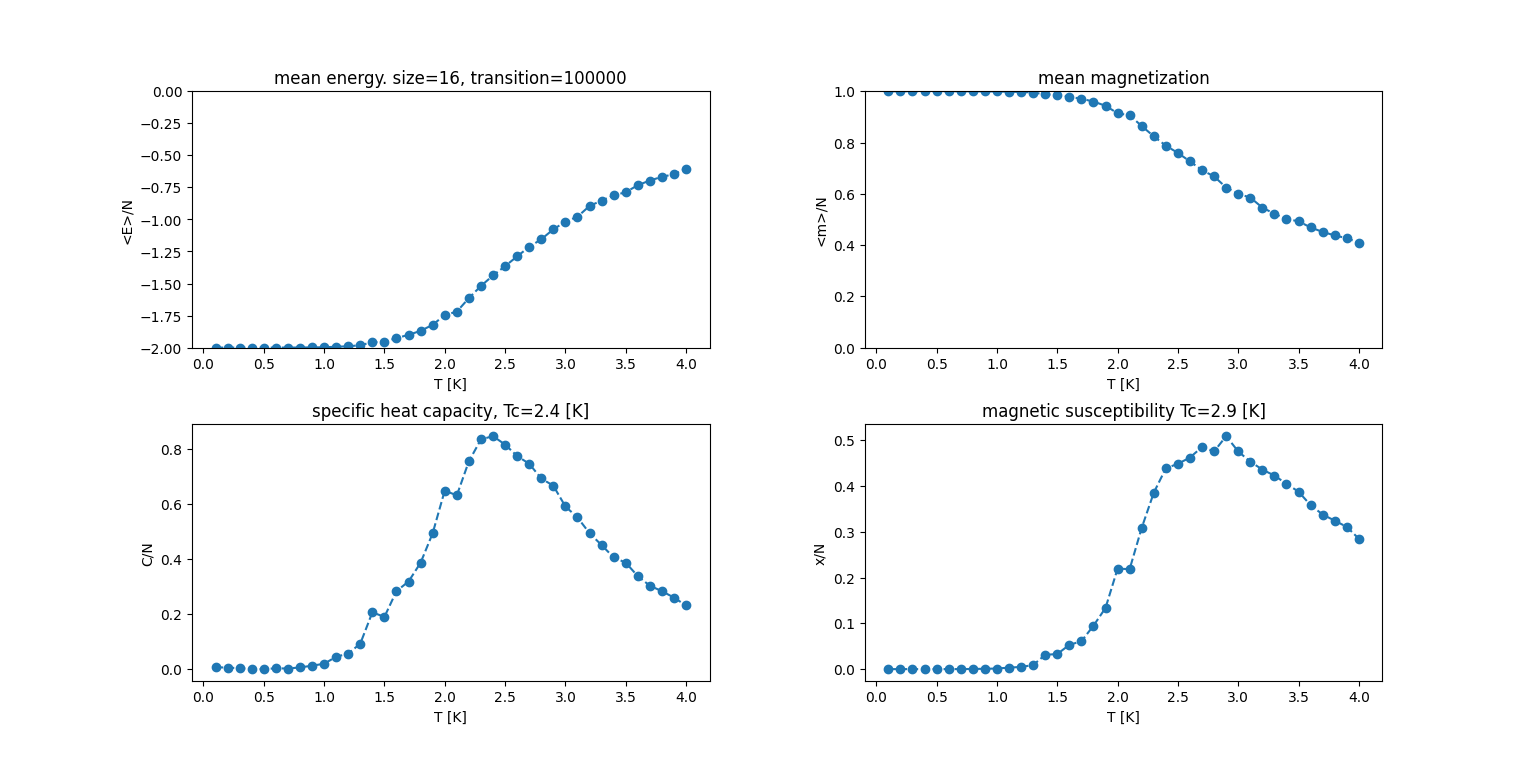 mean energy. size=16, transition=100000
0.00
−0.25
−0.50
−0.75
−1.00
−1.25
−1.50
−1.75
−2.00
<E>/N
0.0 0.5 1.0 1.5 2.0 2.5 3.0 3.5 4.0
T [K]
mean magnetization
1.0
0.8
0.6
0.4
0.2
0.0
<m>/N
0.0 0.5 1.0 1.5 2.0 2.5 3.0 3.5 4.0
T [K]
specific heat capacity, Tc=2.4 [K]
0.8
0.6
0.4
0.2
0.0
C/N
0.0 0.5 1.0 1.5 2.0 2.5 3.0 3.5 4.0
T [K]
magnetic susceptibility Tc=2.9 [K]
0.5
0.4
0.3
0.2
0.1
0.0
x/N
0.0 0.5 1.0 1.5 2.0 2.5 3.0 3.5 4.0
T [K]